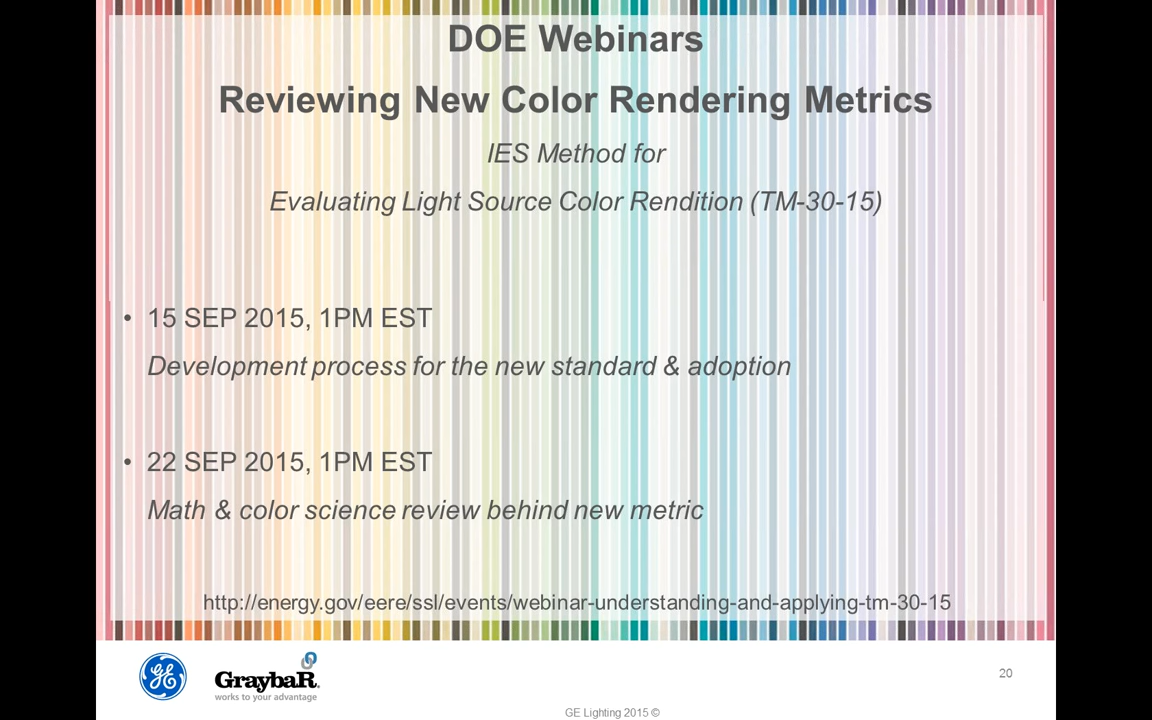 DOE Webinars
Reviewing New Color Rendering Metrics
IES Method for
Evaluating Light Source Color Rendition (TM-30-15)
• 15 SEP 2015, 1PM EST
Development process for the new standard & adoption
• 22 SEP 2015, 1PM EST
Math & color science review behind new metric
http://energy.gov/eere/ssl/events/webinar-understanding-and-applying-tm-30-15
GE
GraybaR.
works to your advantage
20
GE Lighting 2015 ©